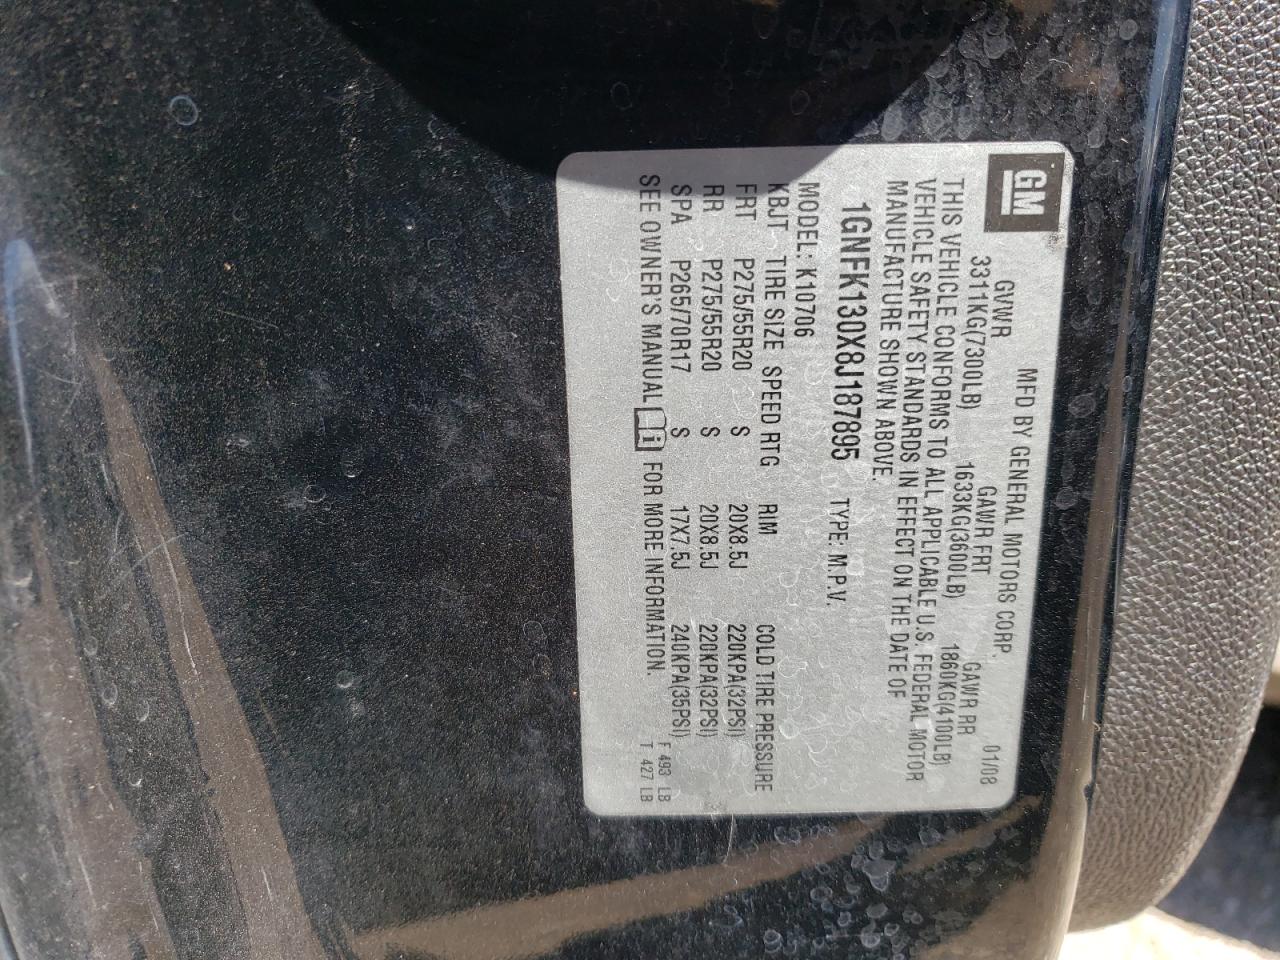 GM
MFD BY GENERAL MOTORS CORP. 01/08
GVWR GAWR FRT GAWR RR
3311KG(7300LB) 1633KG(3600LB) 1860KG(4100LB)
THIS VEHICLE CONFORMS TO ALL APPLICABLE U.S. FEDERAL MOTOR
VEHICLE SAFETY STANDARDS IN EFFECT ON THE DATE OF
MANUFACTURE SHOWN ABOVE.
1GNFK130X8J187895 TYPE: M.P.V.
MODEL: K10706
KBJT TIRE SIZE SPEED RTG RIM COLD TIRE PRESSURE
FRT P275/55R20 S 20X8.5J 220KPA(32PSI)
RR P275/55R20 S 20X8.5J 220KPA(32PSI)
SPA P265/70R17 S 17X7.5J 240KPA(35PSI)
SEE OWNER'S MANUAL i FOR MORE INFORMATION.
F 493 LB
T 427 LB